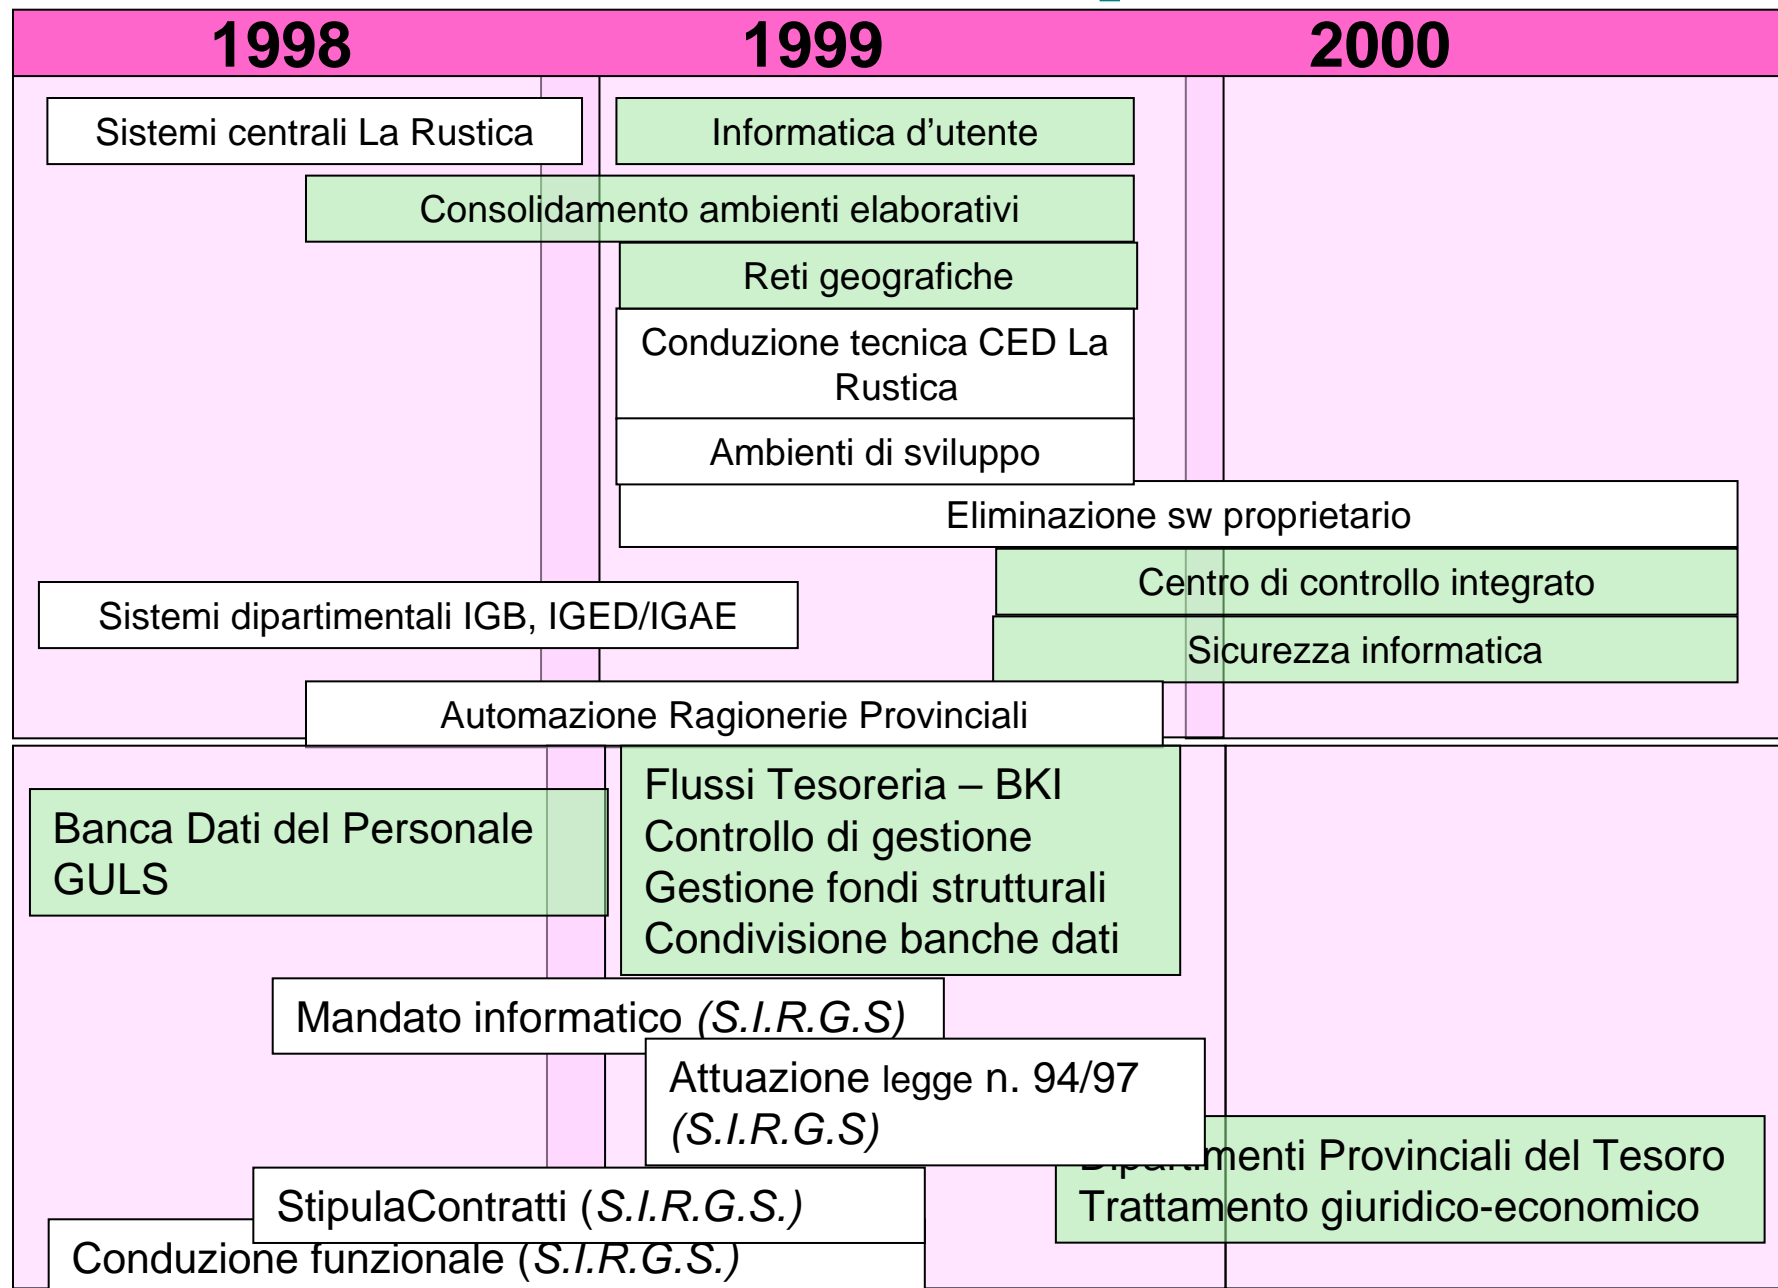 1998 1999 2000
Sistemi centrali La Rustica
Informatica d’utente
Consolidamento ambienti elaborativi
Reti geografiche
Conduzione tecnica CED La
Rustica
Ambienti di sviluppo
Eliminazione sw proprietario
Centro di controllo integrato
Sistemi dipartimentali IGB, IGED/IGAE
Sicurezza informatica
Automazione Ragionerie Provinciali
Flussi Tesoreria – BKI
Controllo di gestione
Gestione fondi strutturali
Condivisione banche dati
Banca Dati del Personale
GULS
Mandato informatico (S.I.R.G.S)
Attuazione legge n. 94/97
(S.I.R.G.S)
Dipartimenti Provinciali del Tesoro
Trattamento giuridico-economico
StipulaContratti (S.I.R.G.S.)
Conduzione funzionale (S.I.R.G.S.)